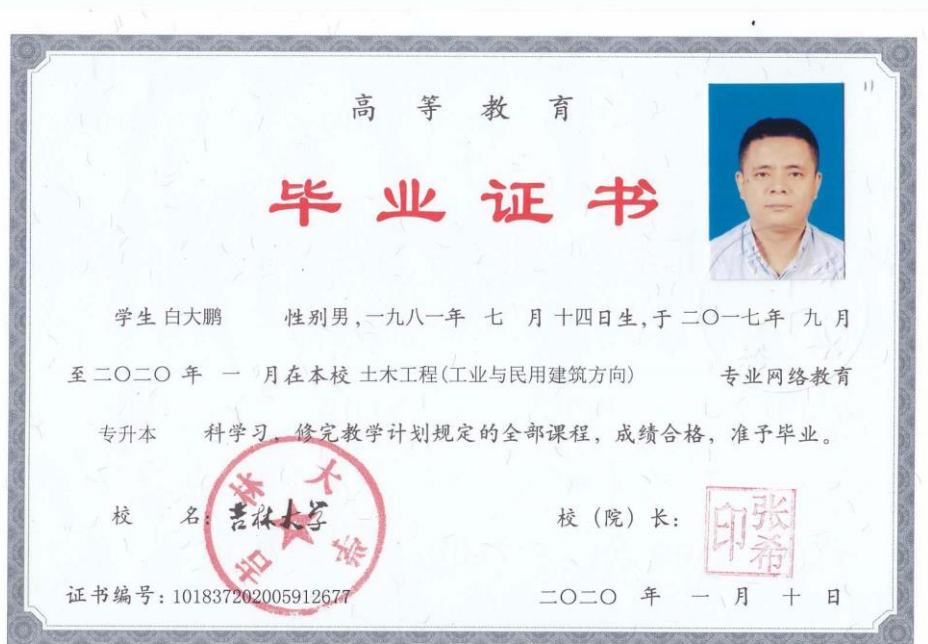 高等教育
毕业证书
学生 白大鹏 性别男,一九八一年 七 月 十四日生,于 二〇一七年 九 月
至 二〇二〇 年 一 月在本校 土木工程(工业与民用建筑方向) 专业网络教育
专升本 科学习,修完教学计划规定的全部课程,成绩合格,准予毕业。
校 名: 吉林大学
吉林大学
校(院)长:
张希印
证书编号: 101837202005912677
二〇二〇 年 一 月 十 日